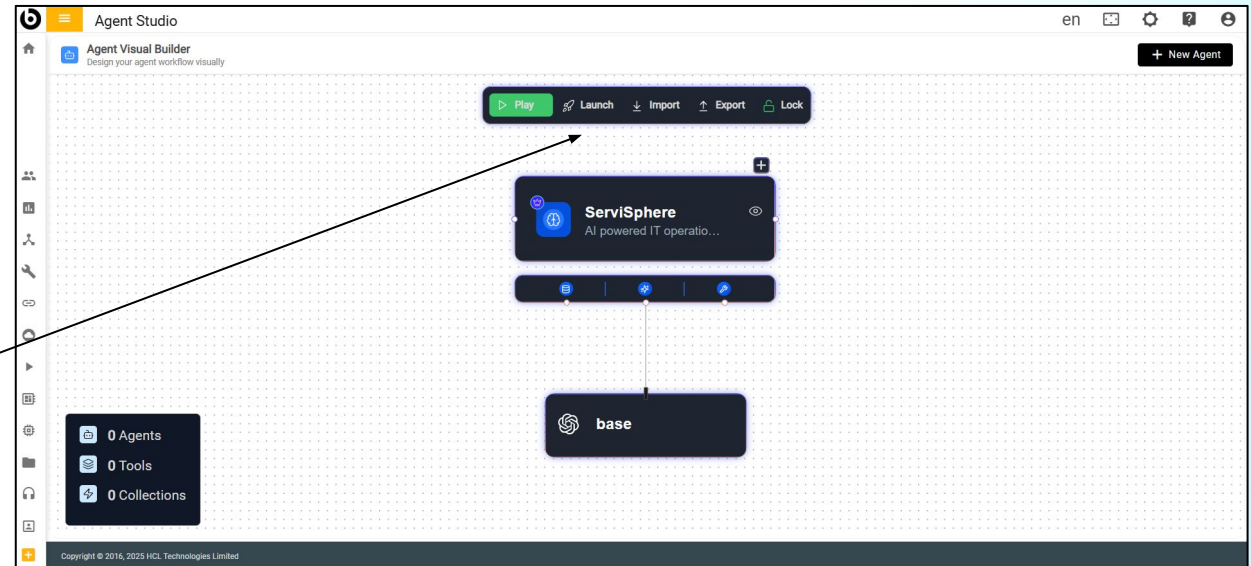 Agent Studio
en
Agent Visual Builder
Design your agent workflow visually
+ New Agent
Play
Launch
Import
Export
Lock
ServiSphere
AI powered IT operatio...
base
0 Agents
0 Tools
0 Collections
Copyright © 2016, 2025 HCL Technologies Limited